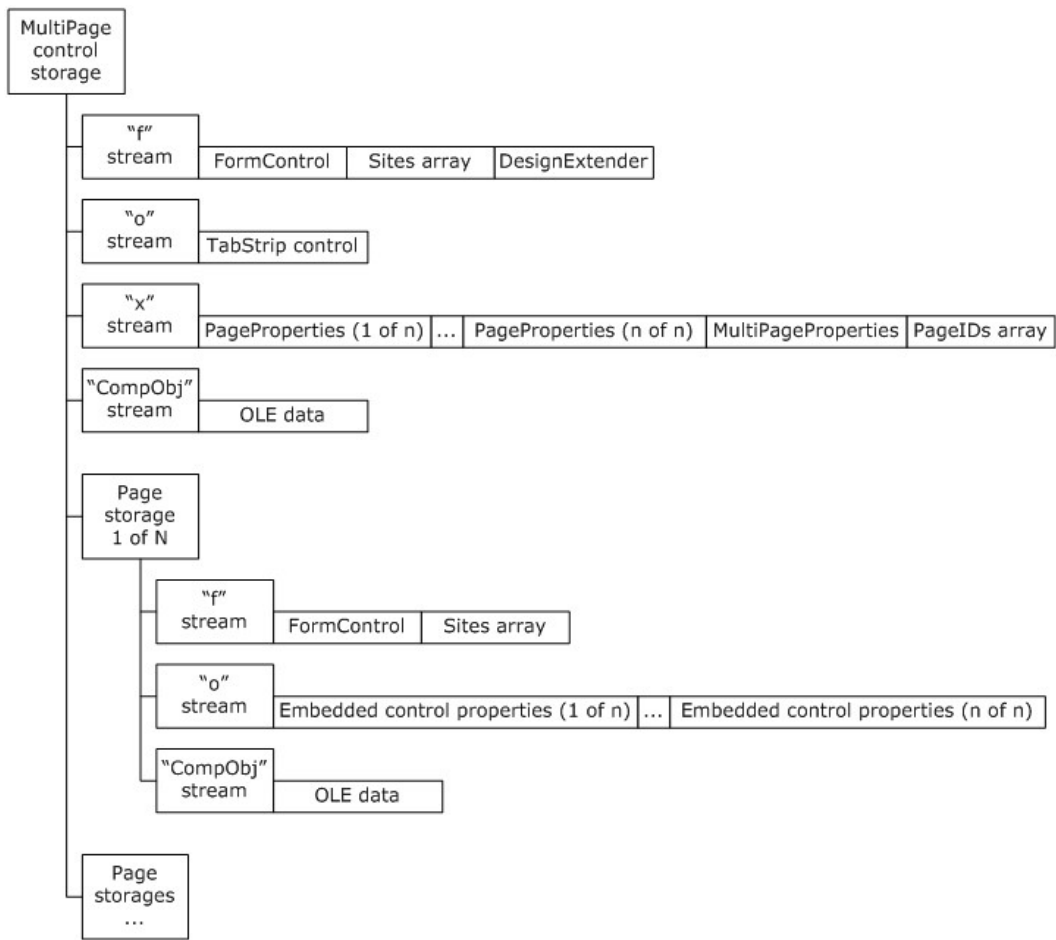 MultiPage
control
storage
“f”
stream
FormControl
Sites array
DesignExtender
“o”
stream
TabStrip control
“x”
stream
PageProperties (1 of n)
...
PageProperties (n of n)
MultiPageProperties
PageIDs array
“CompObj”
stream
OLE data
Page
storage
1 of N
“f”
stream
FormControl
Sites array
“o”
stream
Embedded control properties (1 of n)
...
Embedded control properties (n of n)
“CompObj”
stream
OLE data
Page
storages
...